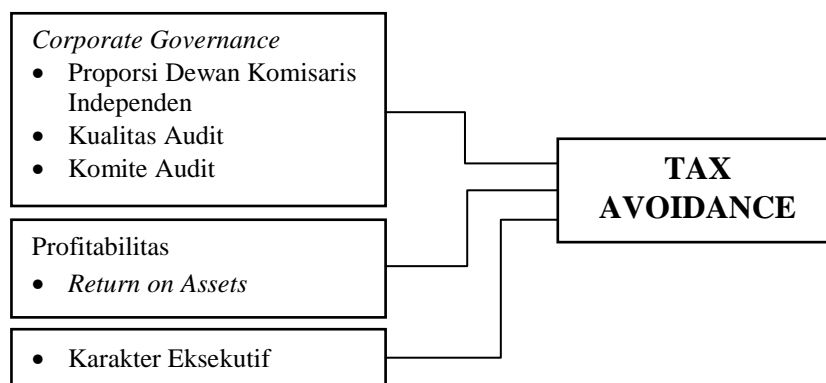 Corporate Governance
• Proporsi Dewan Komisaris
Independen
• Kualitas Audit
• Komite Audit
TAX
AVOIDANCE
Profitabilitas
• Return on Assets
• Karakter Eksekutif